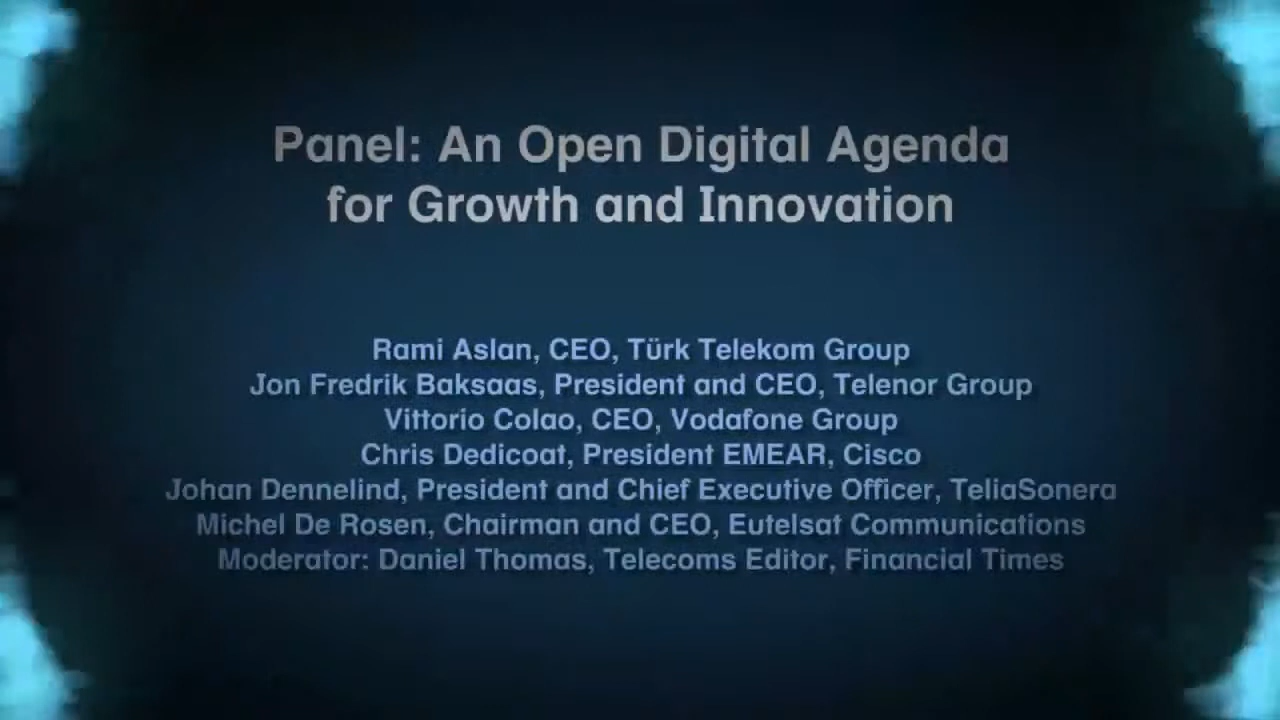 Panel: An Open Digital Agenda
for Growth and Innovation
Rami Aslan, CEO, Türk Telekom Group
Jon Fredrik Baksaas, President and CEO, Telenor Group
Vittorio Colao, CEO, Vodafone Group
Chris Dedicoat, President EMEAR, Cisco
Johan Dennelind, President and Chief Executive Officer, TeliaSonera
Michel De Rosen, Chairman and CEO, Eutelsat Communications
Moderator: Daniel Thomas, Telecoms Editor, Financial Times